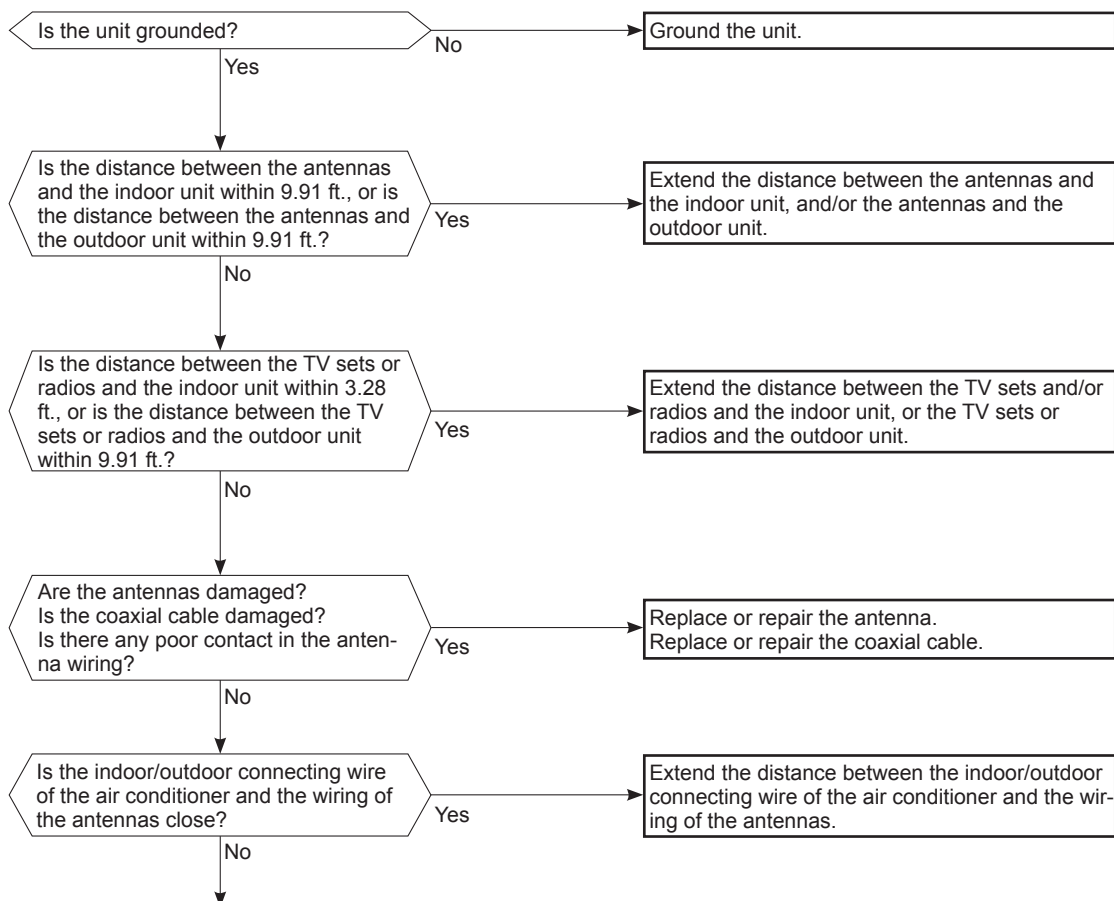 Is the unit grounded?
No
Ground the unit.
Yes
Is the distance between the antennas
and the indoor unit within 9.91 ft., or is
the distance between the antennas and
the outdoor unit within 9.91 ft.?
Yes
Extend the distance between the antennas and
the indoor unit, and/or the antennas and the
outdoor unit.
No
Is the distance between the TV sets or
radios and the indoor unit within 3.28
ft., or is the distance between the TV
sets or radios and the outdoor unit
within 9.91 ft.?
Yes
Extend the distance between the TV sets and/or
radios and the indoor unit, or the TV sets or
radios and the outdoor unit.
No
Are the antennas damaged?
Is the coaxial cable damaged?
Is there any poor contact in the anten-
na wiring?
Yes
Replace or repair the antenna.
Replace or repair the coaxial cable.
No
Is the indoor/outdoor connecting wire
of the air conditioner and the wiring of
the antennas close?
Yes
Extend the distance between the indoor/outdoor
connecting wire of the air conditioner and the wir-
ing of the antennas.
No